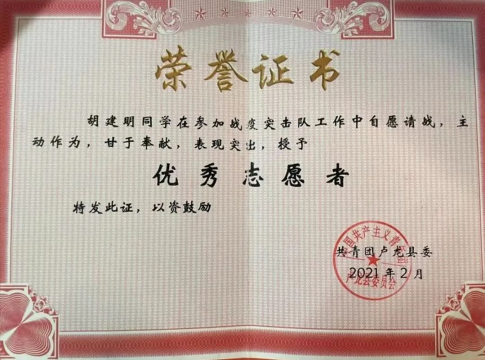 荣誉证书
胡建明同学在参加战疫突击队工作中自愿请战，主
动作为，甘于奉献，表现突出，授予
优秀志愿者
特发此证，以资鼓励
共青团卢龙县委
2021年2月